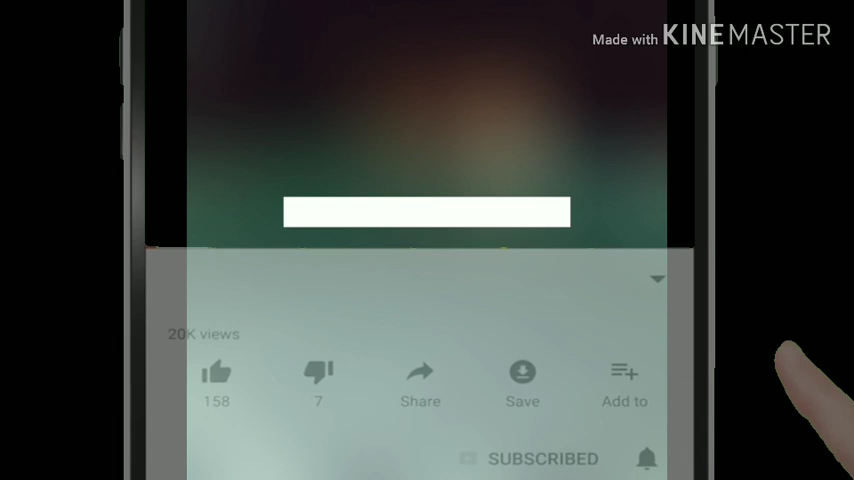 Made with KINEMASTER
20K views
158 7 Share Save Add to
SUBSCRIBED